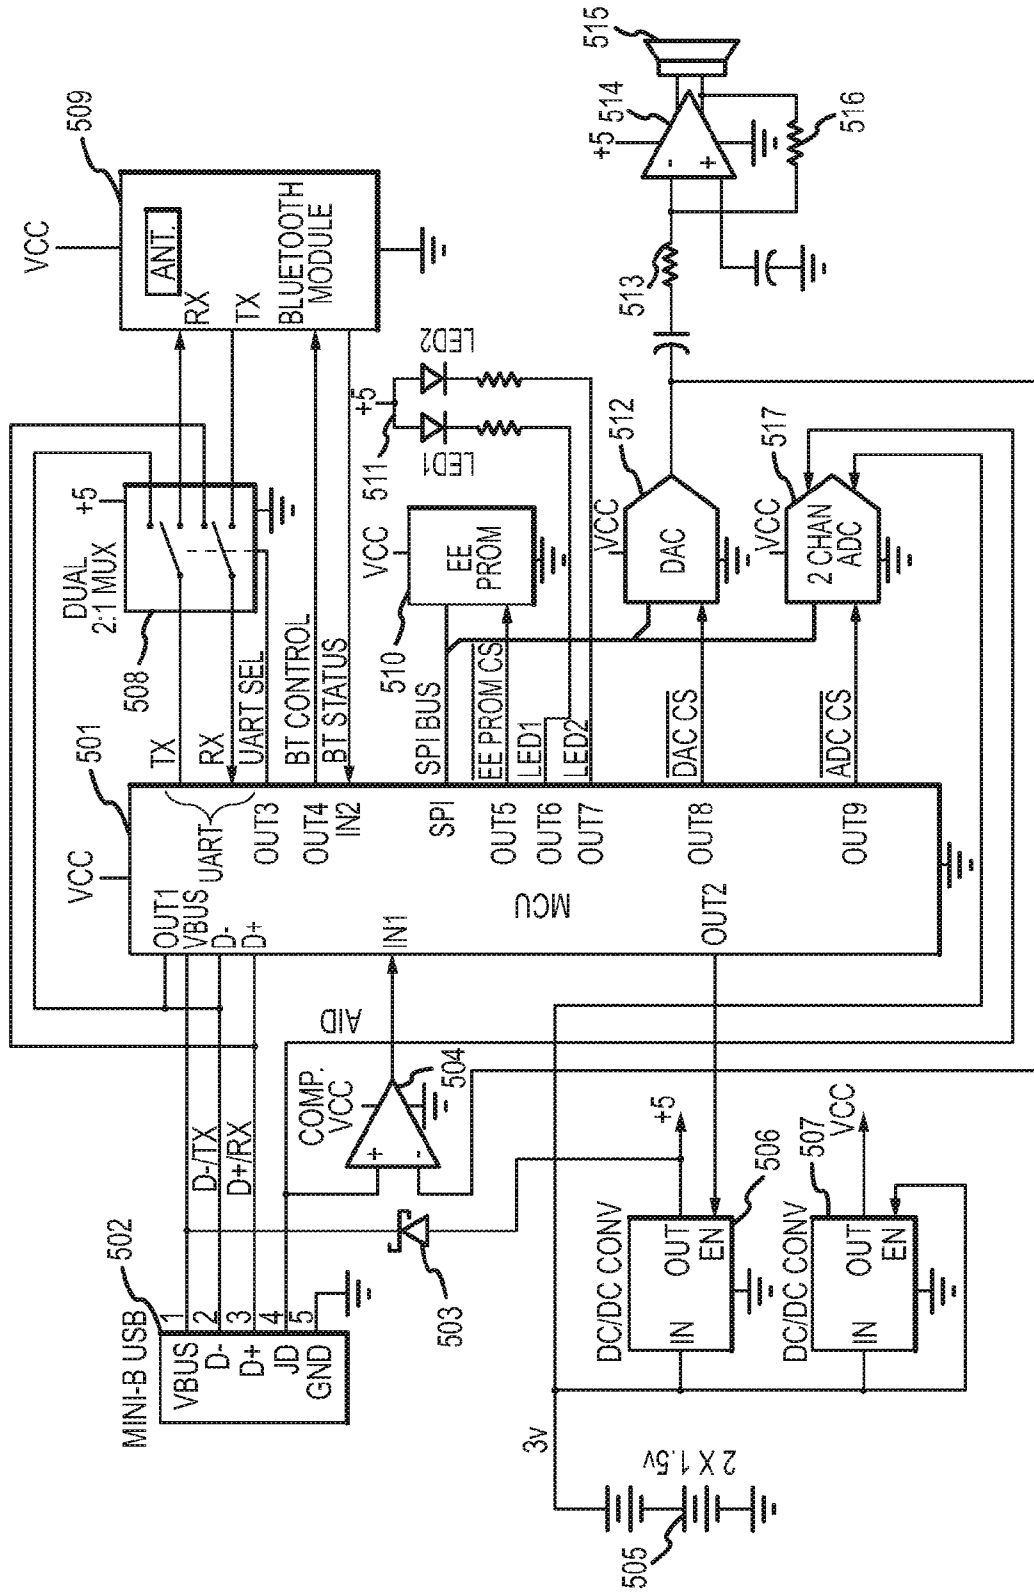 MINI-B USB
502
VBUS
D-
D+
JD
GND
1
2
3
4
5
D-/TX
D+/RX
503
COMP.
VCC
504
AID
VCC
501
OUT1
VBUS
D-
D+
IN1
OUT2
MCU
UART
OUT3
OUT4
IN2
SPI
OUT5
OUT6
OUT7
OUT8
OUT9
TX
RX
UART SEL
BT CONTROL
BT STATUS
SPI BUS
EE PROM CS
LED1
LED2
DAC CS
ADC CS
DUAL
2:1 MUX
+5
508
VCC
509
ANT.
RX
TX
BLUETOOTH
MODULE
VCC
510
EE
PROM
+5
511
LED1
LED2
VCC
512
DAC
VCC
517
2 CHAN
ADC
513
+5
514
-
+
515
516
+
-
3v
2 X 1.5v
505
DC/DC CONV
IN
OUT
EN
506
+5
DC/DC CONV
IN
OUT
EN
507
VCC